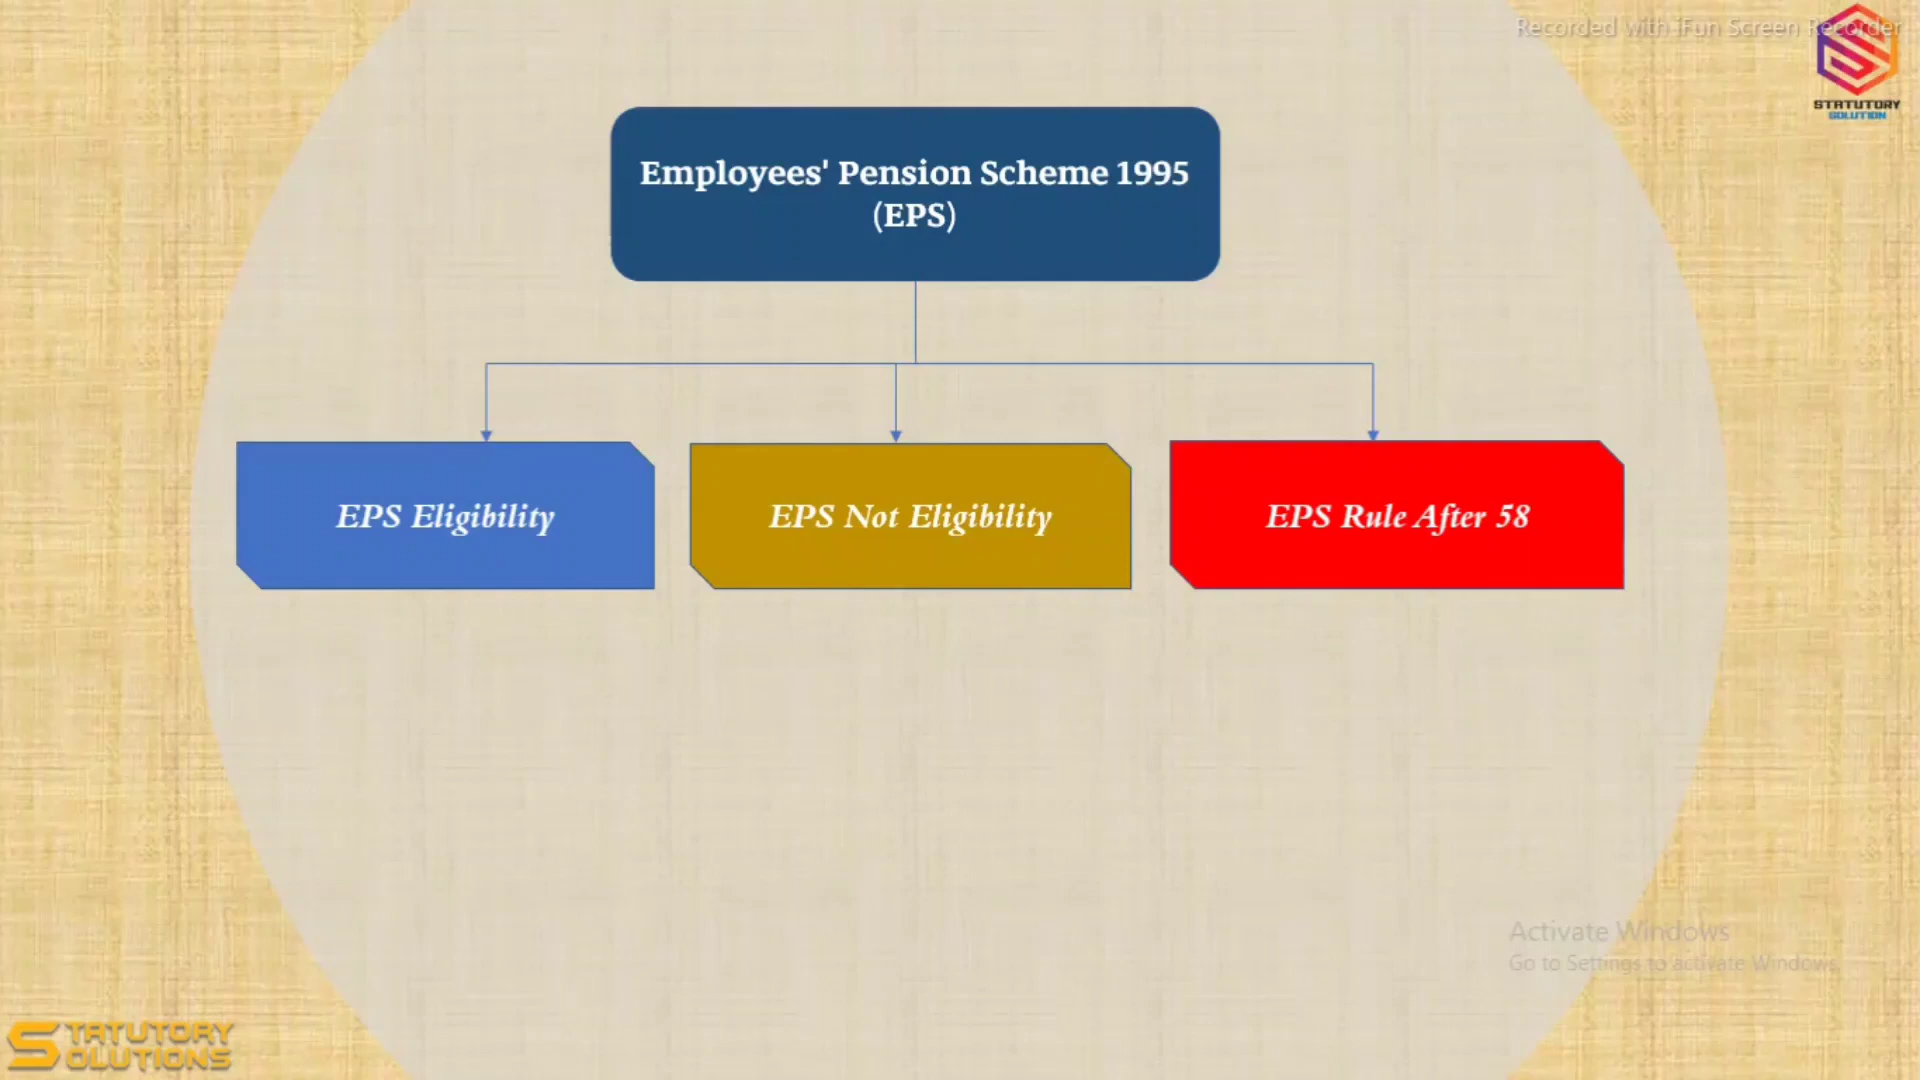 Recorded with iFun Screen Recorder
STATUTORY
SOLUTION
Employees' Pension Scheme 1995
(EPS)
EPS Eligibility
EPS Not Eligibility
EPS Rule After 58
Activate Windows
Go to Settings to activate Windows.
STATUTORY
SOLUTIONS